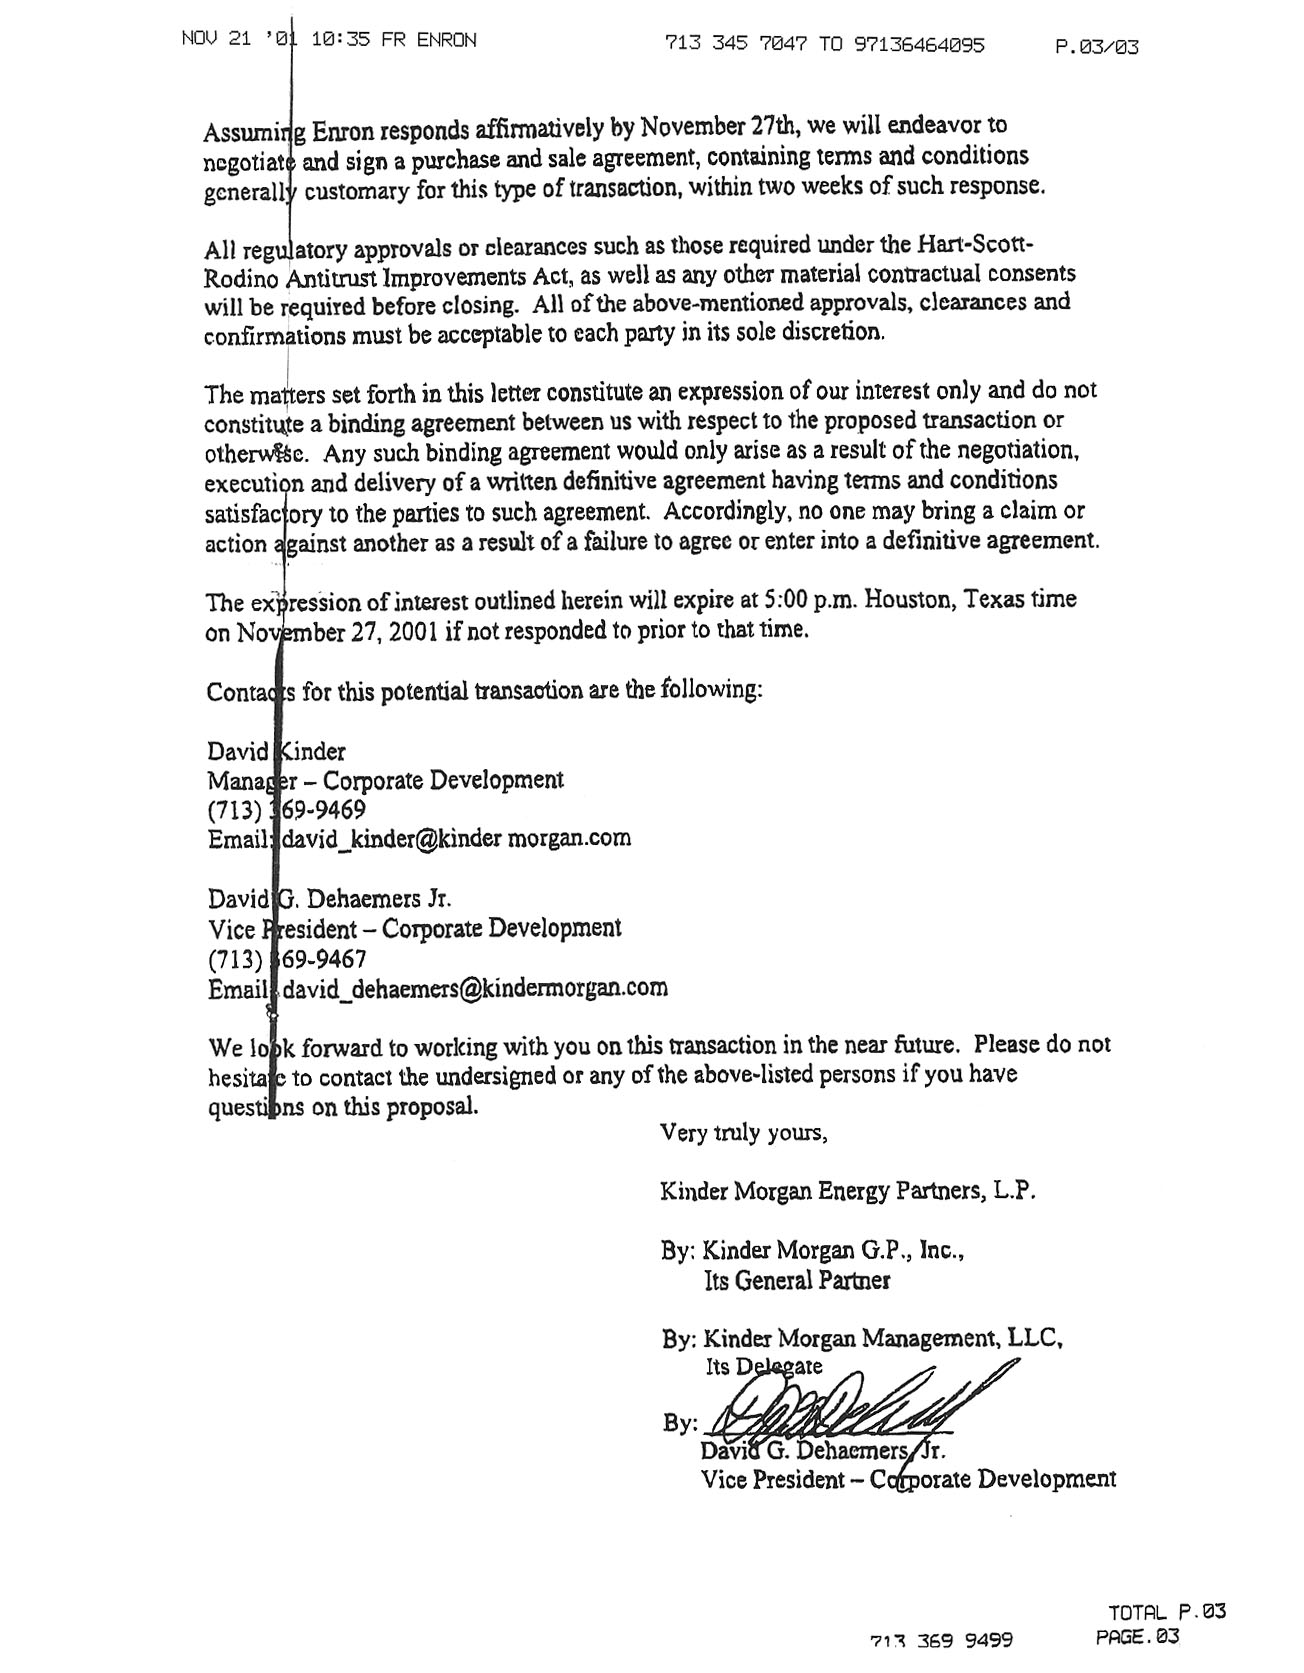 NOV 21 '01 10:35 FR ENRON 713 345 7047 TO 97136464095 P.03/03
Assuming Enron responds affirmatively by November 27th, we will endeavor to
negotiate and sign a purchase and sale agreement, containing terms and conditions
generally customary for this type of transaction, within two weeks of such response.
All regulatory approvals or clearances such as those required under the Hart-Scott-
Rodino Antitrust Improvements Act, as well as any other material contractual consents
will be required before closing. All of the above-mentioned approvals, clearances and
confirmations must be acceptable to each party in its sole discretion.
The matters set forth in this letter constitute an expression of our interest only and do not
constitute a binding agreement between us with respect to the proposed transaction or
otherwise. Any such binding agreement would only arise as a result of the negotiation,
execution and delivery of a written definitive agreement having terms and conditions
satisfactory to the parties to such agreement. Accordingly, no one may bring a claim or
action against another as a result of a failure to agree or enter into a definitive agreement.
The expression of interest outlined herein will expire at 5:00 p.m. Houston, Texas time
on November 27, 2001 if not responded to prior to that time.
Contacts for this potential transaction are the following:
David Kinder
Manager – Corporate Development
(713) 369-9469
Email: david_kinder@kinder morgan.com
David G. Dehaemers Jr.
Vice President – Corporate Development
(713) 369-9467
Email: david_dehaemers@kindermorgan.com
We look forward to working with you on this transaction in the near future. Please do not
hesitate to contact the undersigned or any of the above-listed persons if you have
questions on this proposal.
Very truly yours,
Kinder Morgan Energy Partners, L.P.
By: Kinder Morgan G.P., Inc.,
Its General Partner
By: Kinder Morgan Management, LLC,
Its Delegate
By:
David G. Dehaemers, Jr.
Vice President – Corporate Development
TOTAL P.03
713 369 9499 PAGE.03